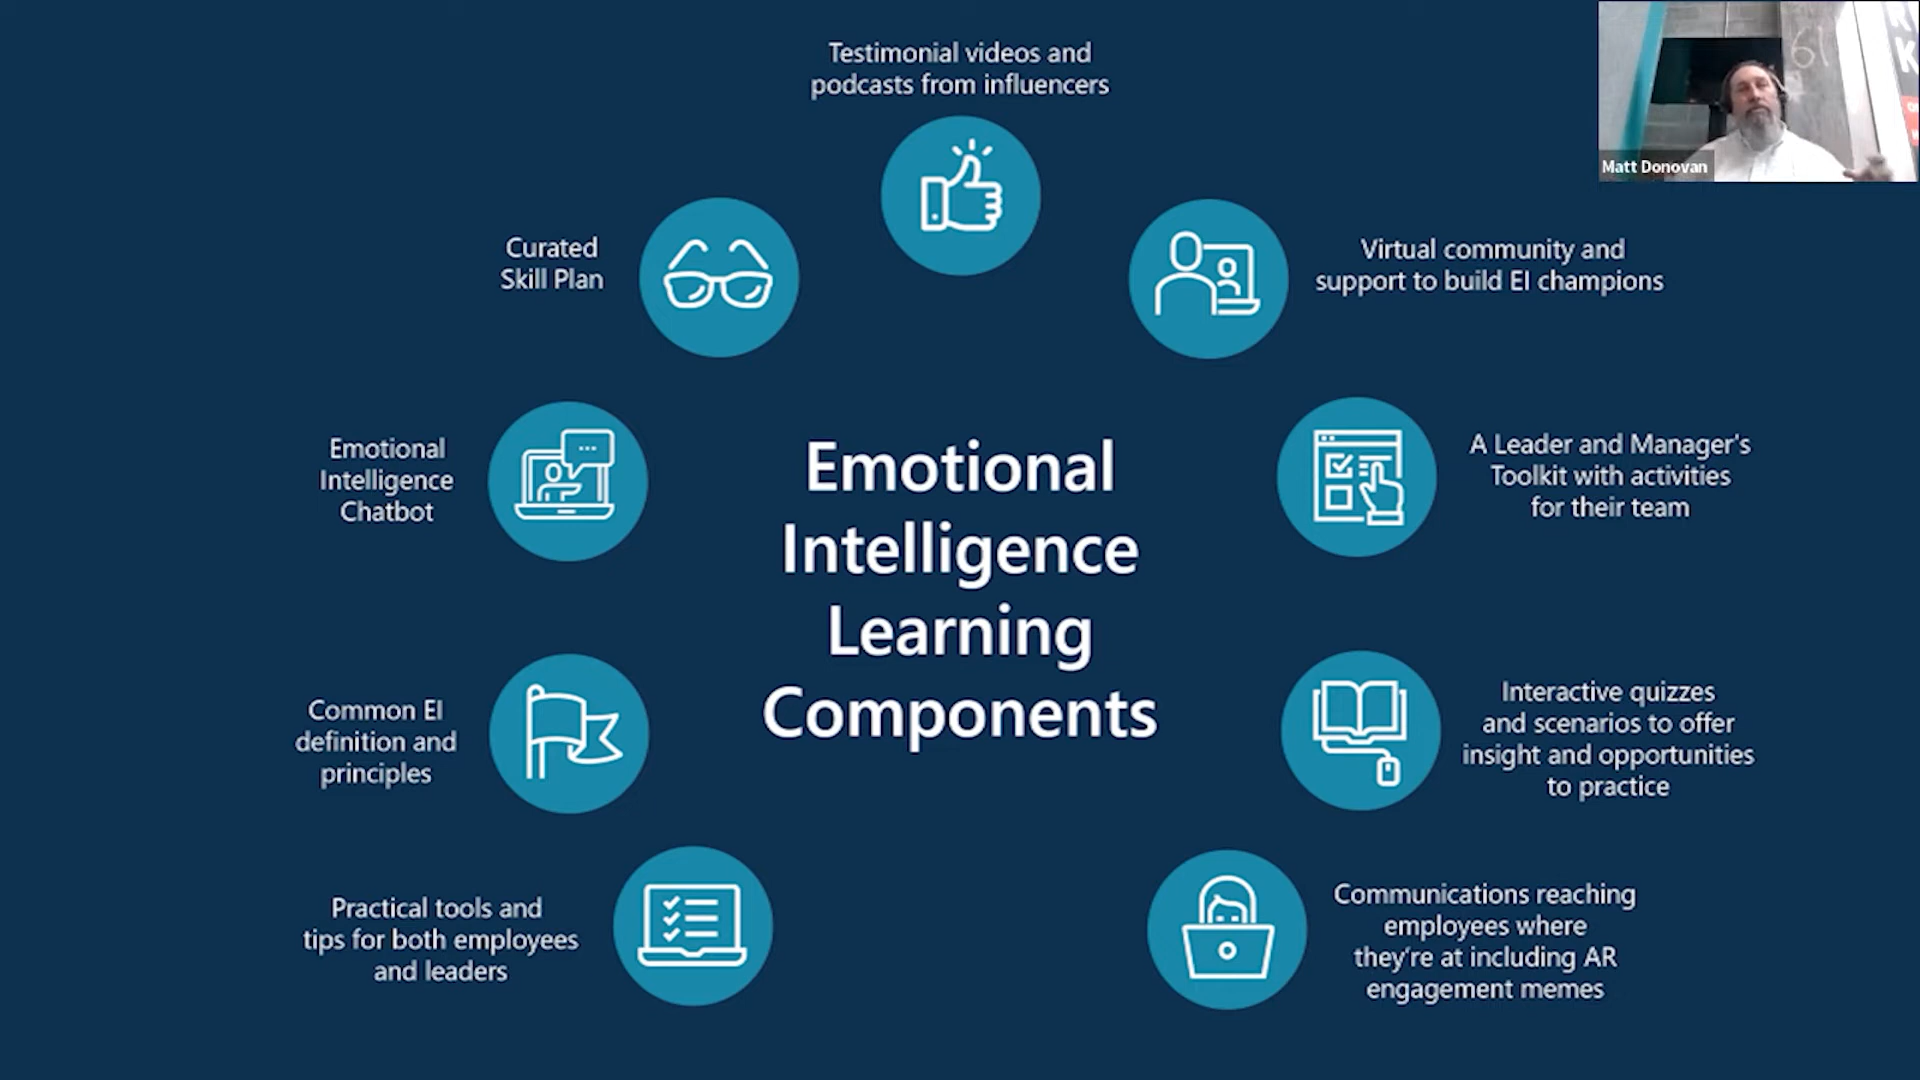 Testimonial videos and
podcasts from influencers
Matt Donovan
Curated
Skill Plan
Virtual community and
support to build EI champions
Emotional
Intelligence
Chatbot
A Leader and Manager's
Toolkit with activities
for their team
Emotional
Intelligence
Learning
Components
Common EI
definition and
principles
Interactive quizzes
and scenarios to offer
insight and opportunities
to practice
Practical tools and
tips for both employees
and leaders
Communications reaching
employees where
they're at including AR
engagement memes